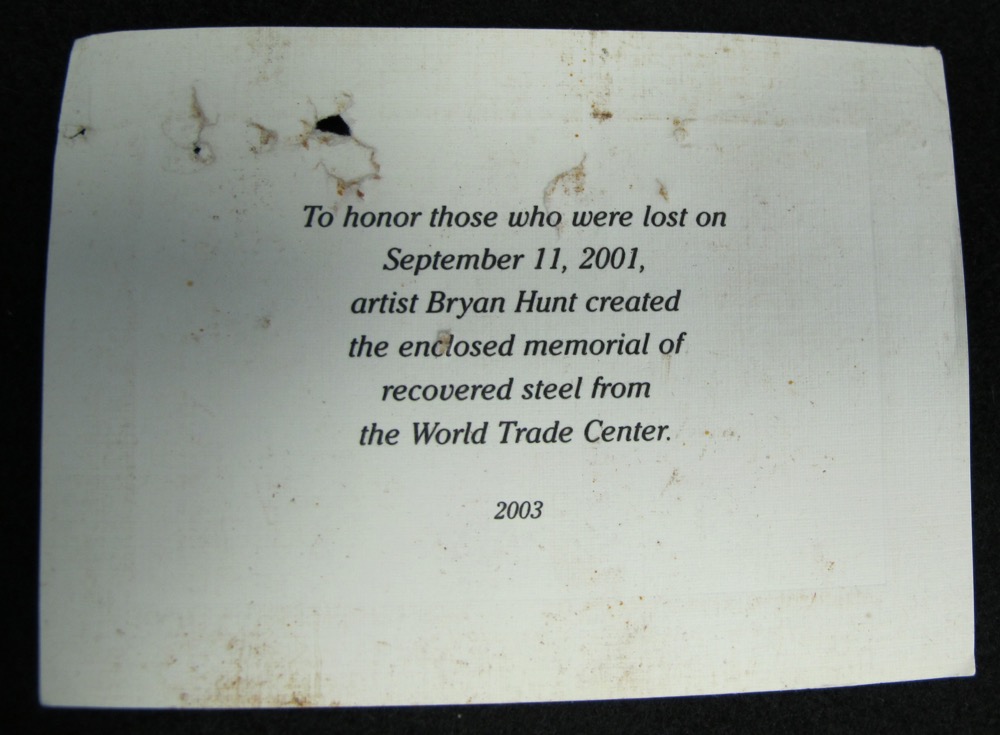 To honor those who were lost on
September 11, 2001,
artist Bryan Hunt created
the enclosed memorial of
recovered steel from
the World Trade Center.
2003